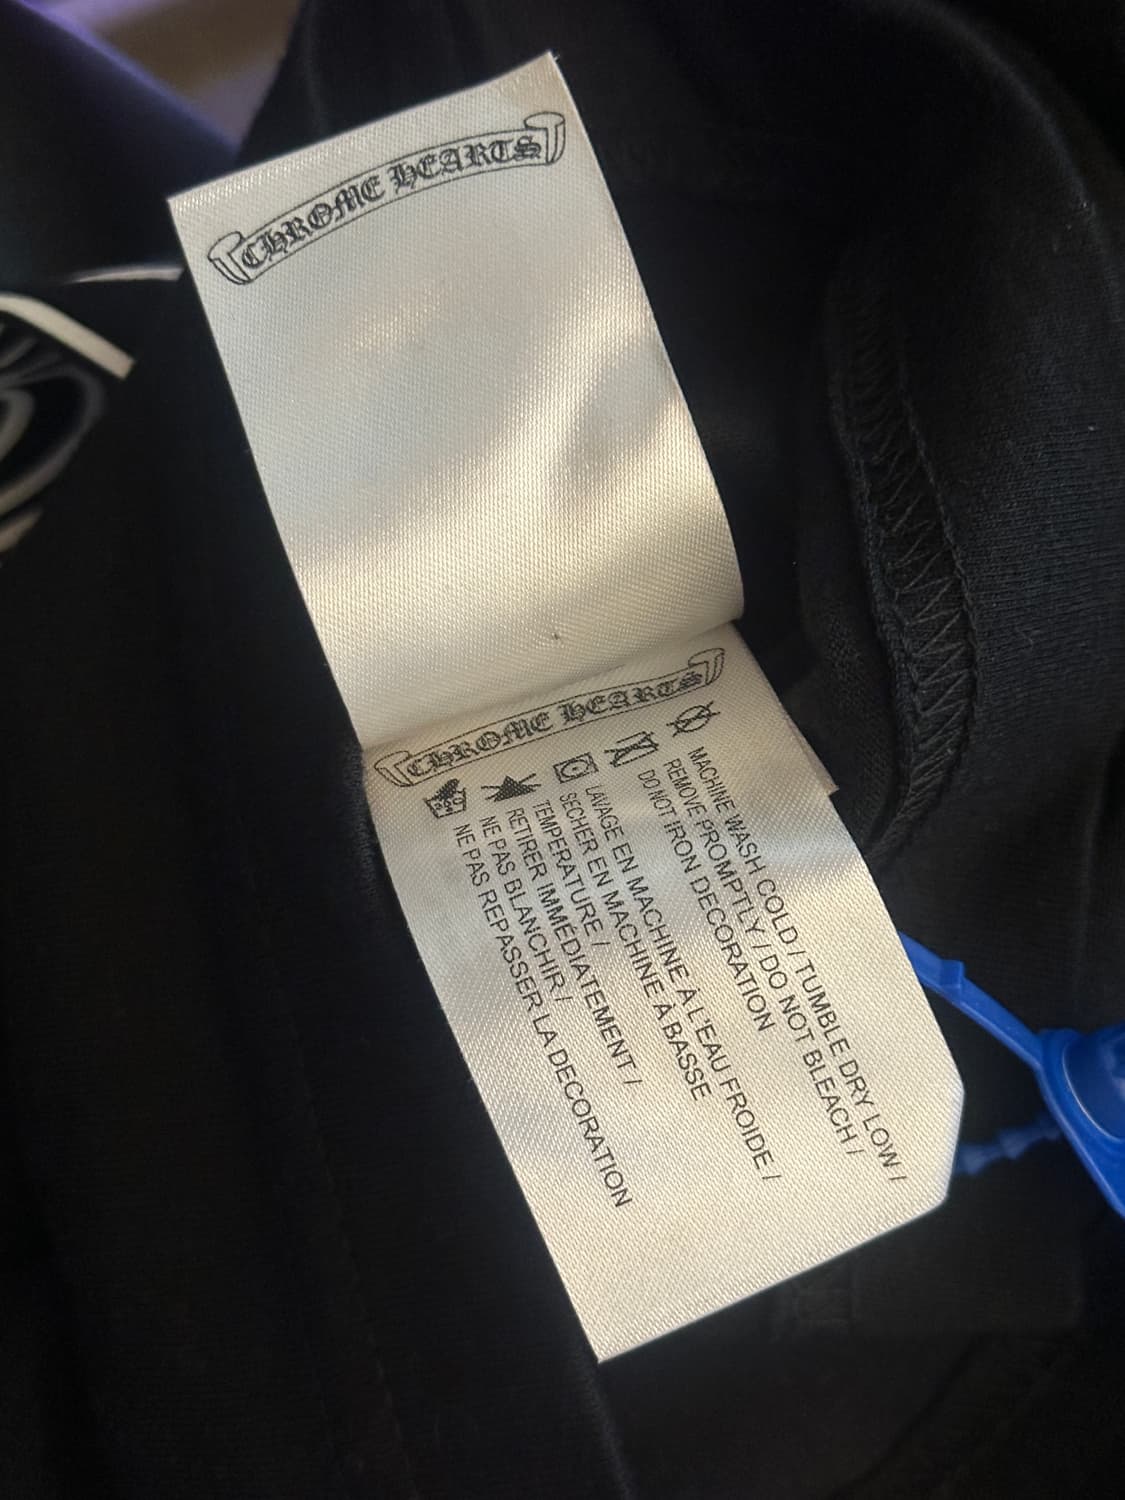 CHROME HEARTS
CHROME HEARTS
MACHINE WASH COLD / TUMBLE DRY LOW /
REMOVE PROMPTLY / DO NOT BLEACH /
DO NOT IRON DECORATION
LAVAGE EN MACHINE À L'EAU FROIDE /
SECHER EN MACHINE A BASSE
TEMPERATURE /
RETIRER IMMÉDIATEMENT /
NE PAS BLANCHIR /
NE PAS REPASSER LA DECORATION